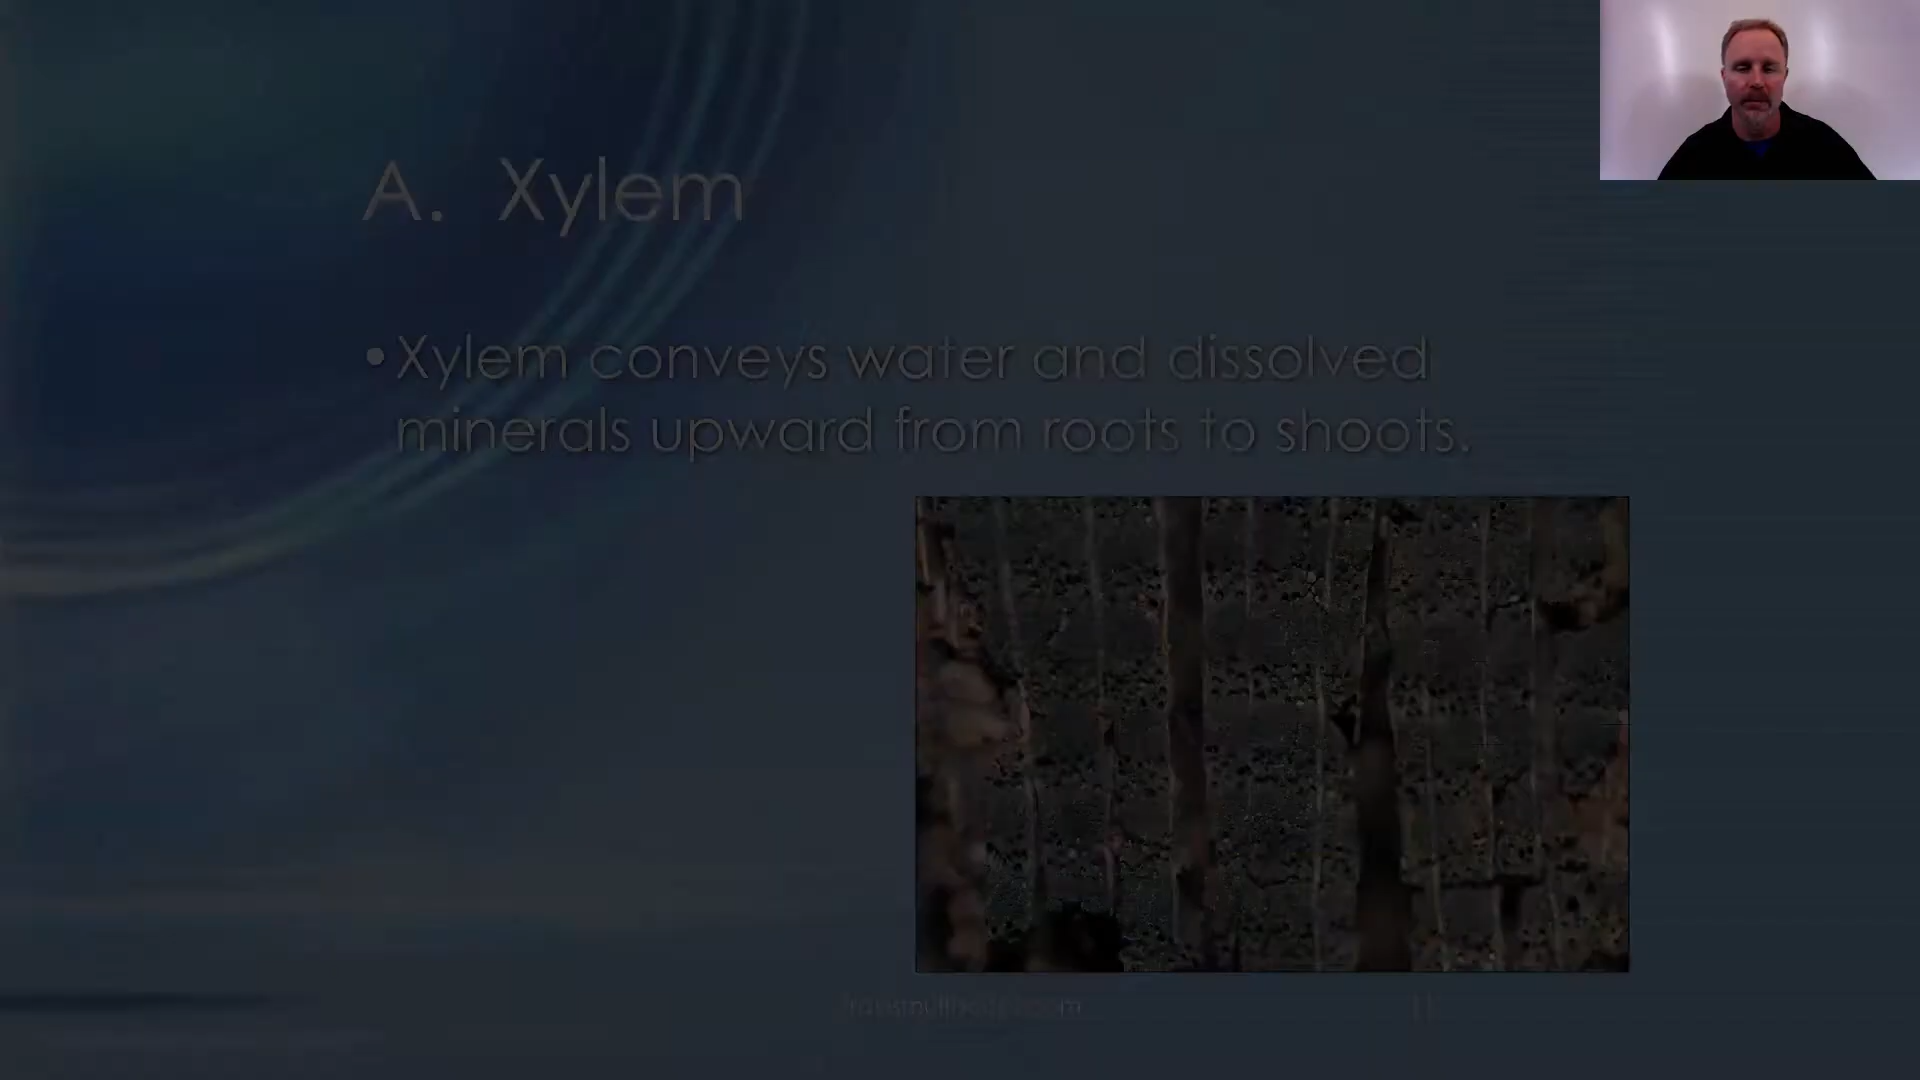 A. Xylem
• Xylem conveys water and dissolved
minerals upward from roots to shoots.